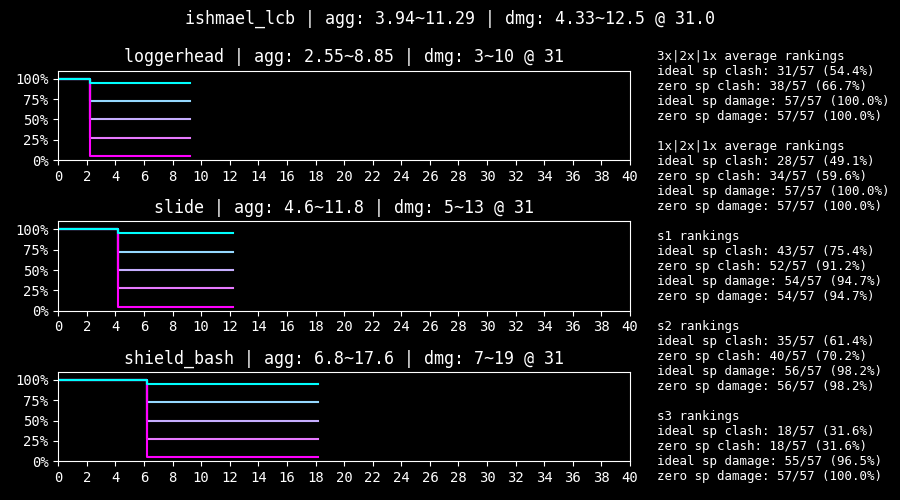 ishmael_lcb | agg: 3.94~11.29 | dmg: 4.33~12.5 @ 31.0
loggerhead | agg: 2.55~8.85 | dmg: 3~10 @ 31
100%
75%
50%
25%
0%
0 2 4 6 8 10 12 14 16 18 20 22 24 26 28 30 32 34 36 38 40
slide | agg: 4.6~11.8 | dmg: 5~13 @ 31
100%
75%
50%
25%
0%
0 2 4 6 8 10 12 14 16 18 20 22 24 26 28 30 32 34 36 38 40
shield_bash | agg: 6.8~17.6 | dmg: 7~19 @ 31
100%
75%
50%
25%
0%
0 2 4 6 8 10 12 14 16 18 20 22 24 26 28 30 32 34 36 38 40
3x|2x|1x average rankings
ideal sp clash: 31/57 (54.4%)
zero sp clash: 38/57 (66.7%)
ideal sp damage: 57/57 (100.0%)
zero sp damage: 57/57 (100.0%)
1x|2x|1x average rankings
ideal sp clash: 28/57 (49.1%)
zero sp clash: 34/57 (59.6%)
ideal sp damage: 57/57 (100.0%)
zero sp damage: 57/57 (100.0%)
s1 rankings
ideal sp clash: 43/57 (75.4%)
zero sp clash: 52/57 (91.2%)
ideal sp damage: 54/57 (94.7%)
zero sp damage: 54/57 (94.7%)
s2 rankings
ideal sp clash: 35/57 (61.4%)
zero sp clash: 40/57 (70.2%)
ideal sp damage: 56/57 (98.2%)
zero sp damage: 56/57 (98.2%)
s3 rankings
ideal sp clash: 18/57 (31.6%)
zero sp clash: 18/57 (31.6%)
ideal sp damage: 55/57 (96.5%)
zero sp damage: 57/57 (100.0%)